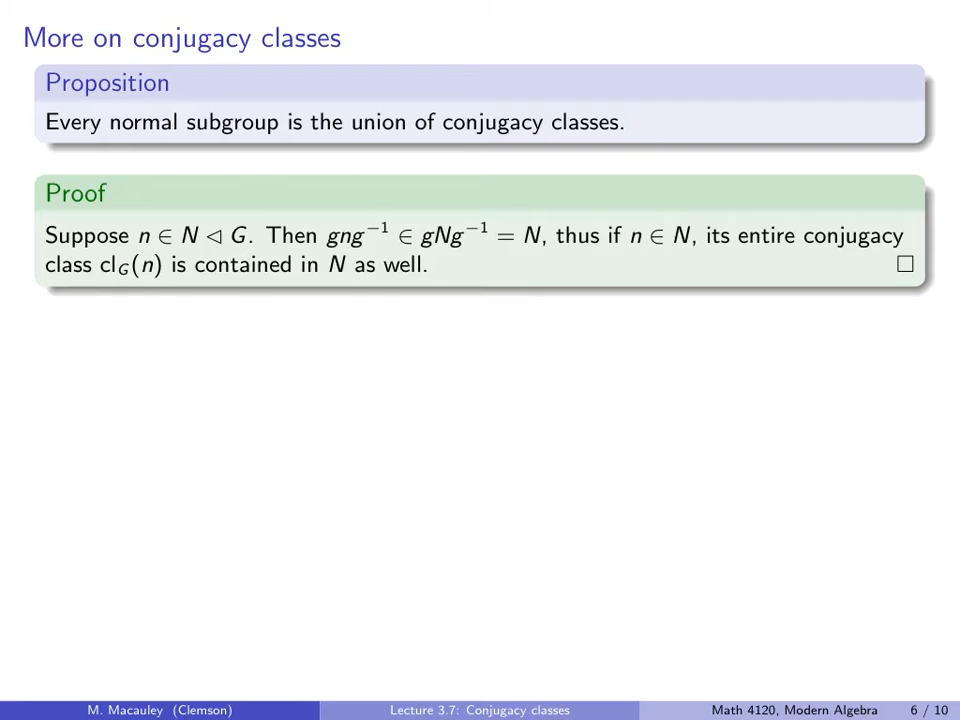 More on conjugacy classes
Proposition
Every normal subgroup is the union of conjugacy classes.
Proof
Suppose n ∈ N ◁ G. Then gng⁻¹ ∈ gNg⁻¹ = N, thus if n ∈ N, its entire conjugacy
class cl_G(n) is contained in N as well. □
M. Macauley (Clemson) Lecture 3.7: Conjugacy classes Math 4120, Modern Algebra 6 / 10